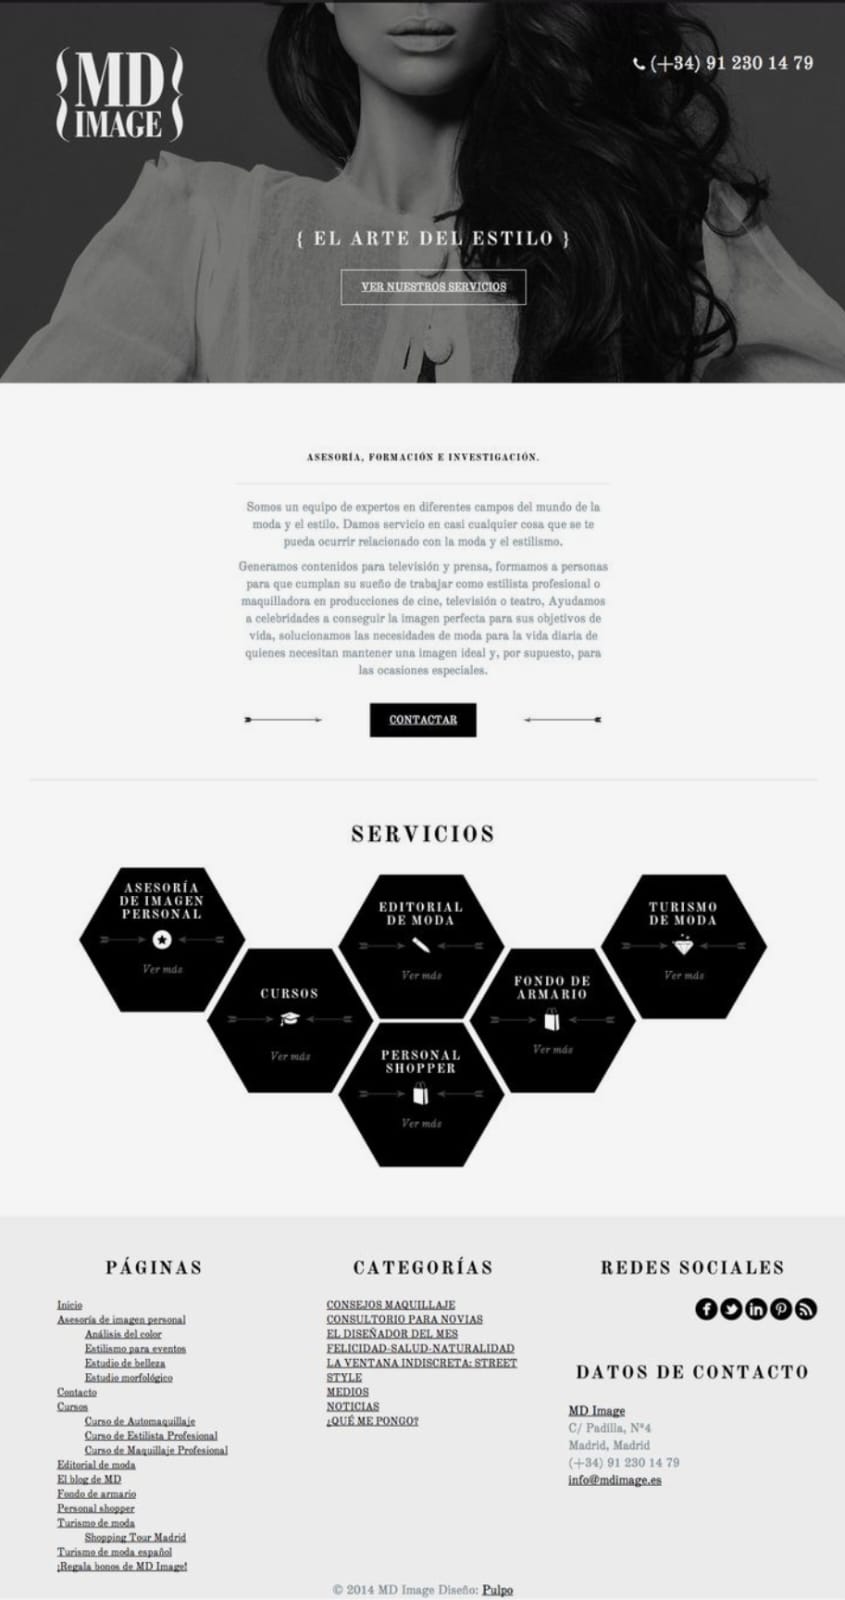 {MD}
IMAGE
(+34) 91 230 14 79
{ EL ARTE DEL ESTILO }
VER NUESTROS SERVICIOS
ASESORÍA, FORMACIÓN E INVESTIGACIÓN.
Somos un equipo de expertos en diferentes campos del mundo de la
moda y el estilo. Damos servicio en casi cualquier cosa que se te
pueda ocurrir relacionado con la moda y el estilismo.
Generamos contenidos para televisión y prensa, formamos a personas
para que cumplan su sueño de trabajar como estilista profesional o
maquilladora en producciones de cine, televisión o teatro, Ayudamos
a celebridades a conseguir la imagen perfecta para sus objetivos de
vida, solucionamos las necesidades de moda para la vida diaria de
quienes necesitan mantener una imagen ideal y, por supuesto, para
las ocasiones especiales.
CONTACTAR
SERVICIOS
ASESORÍA
DE IMAGEN
PERSONAL
Ver más
CURSOS
Ver más
EDITORIAL
DE MODA
Ver más
PERSONAL
SHOPPER
Ver más
FONDO DE
ARMARIO
Ver más
TURISMO
DE MODA
Ver más
PÁGINAS
Inicio
Asesoría de imagen personal
Análisis del color
Estilismo para eventos
Estudio de belleza
Estudio morfológico
Contacto
Cursos
Curso de Automaquillaje
Curso de Estilista Profesional
Curso de Maquillaje Profesional
Editorial de moda
El blog de MD
Fondo de armario
Personal shopper
Turismo de moda
Shopping Tour Madrid
Turismo de moda español
¡Regala bonos de MD Image!
CATEGORÍAS
CONSEJOS MAQUILLAJE
CONSULTORIO PARA NOVIAS
EL DISEÑADOR DEL MES
FELICIDAD-SALUD-NATURALIDAD
LA VENTANA INDISCRETA: STREET
STYLE
MEDIOS
NOTICIAS
¿QUÉ ME PONGO?
REDES SOCIALES
DATOS DE CONTACTO
MD Image
C/ Padilla, Nº4
Madrid, Madrid
(+34) 91 230 14 79
info@mdimage.es
© 2014 MD Image Diseño: Pulpo